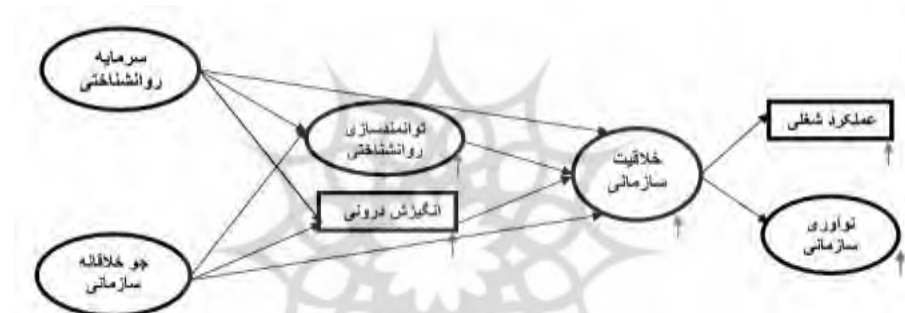 سرمایه
روانشناختی
توانمندسازی
روانشناختی
انگیزش درونی
جو خلاقانه
سازمانی
خلاقیت
سازمانی
عملکرد شغلی
نوآوری
سازمانی